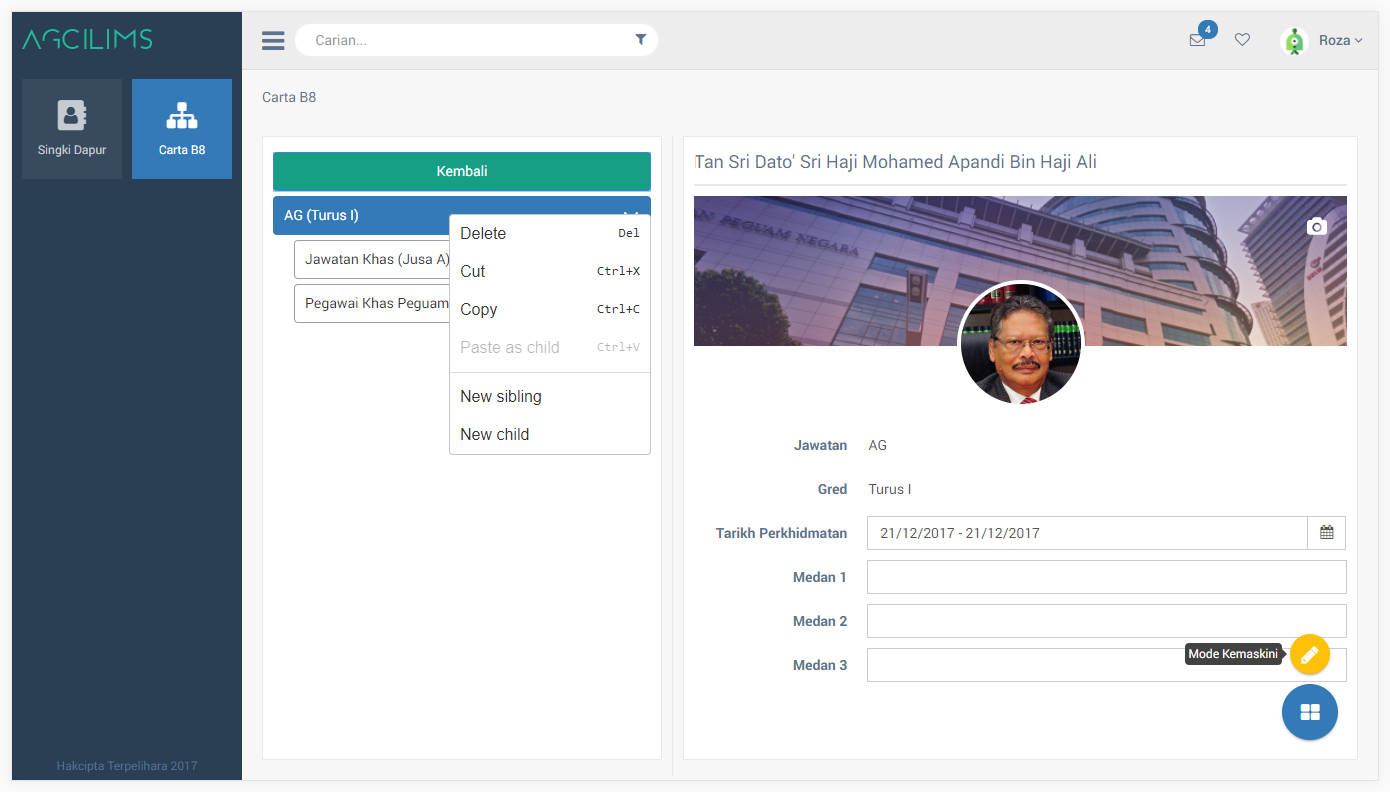 AGCILIMS
Carian...
4
Roza
Singki Dapur
Carta B8
Hakcipta Terpelihara 2017
Carta B8
Kembali
AG (Turus I)
Jawatan Khas (Jusa A)
Pegawai Khas Peguam
Delete Del
Cut Ctrl+X
Copy Ctrl+C
Paste as child Ctrl+V
New sibling
New child
Tan Sri Dato' Sri Haji Mohamed Apandi Bin Haji Ali
PEGUAM NEGARA
Jawatan AG
Gred Turus I
Tarikh Perkhidmatan 21/12/2017 - 21/12/2017
Medan 1
Medan 2
Medan 3
Mode Kemaskini